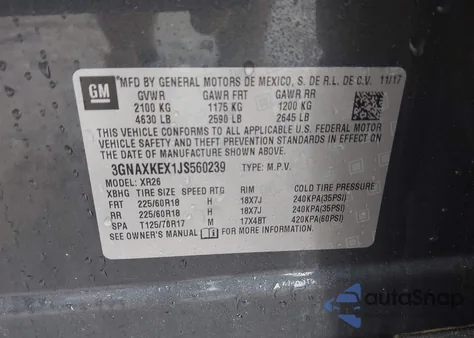 GM
MFD BY GENERAL MOTORS DE MEXICO, S. DE R.L. DE C.V. 11/17
GVWR GAWR FRT GAWR RR
2100 KG 1175 KG 1200 KG
4630 LB 2590 LB 2645 LB
THIS VEHICLE CONFORMS TO ALL APPLICABLE U.S. FEDERAL MOTOR
VEHICLE SAFETY AND THEFT PREVENTION STANDARDS IN EFFECT ON
THE DATE OF MANUFACTURE SHOWN ABOVE.
3GNAXKEX1JS560239 TYPE: M.P.V.
MODEL: XR26
XBHG TIRE SIZE SPEED RTG RIM COLD TIRE PRESSURE
FRT 225/60R18 H 18X7J 240KPA(35PSI)
RR 225/60R18 H 18X7J 240KPA(35PSI)
SPA T125/70R17 M 17X4BT 420KPA(60PSI)
SEE OWNER'S MANUAL FOR MORE INFORMATION.
autoSnap